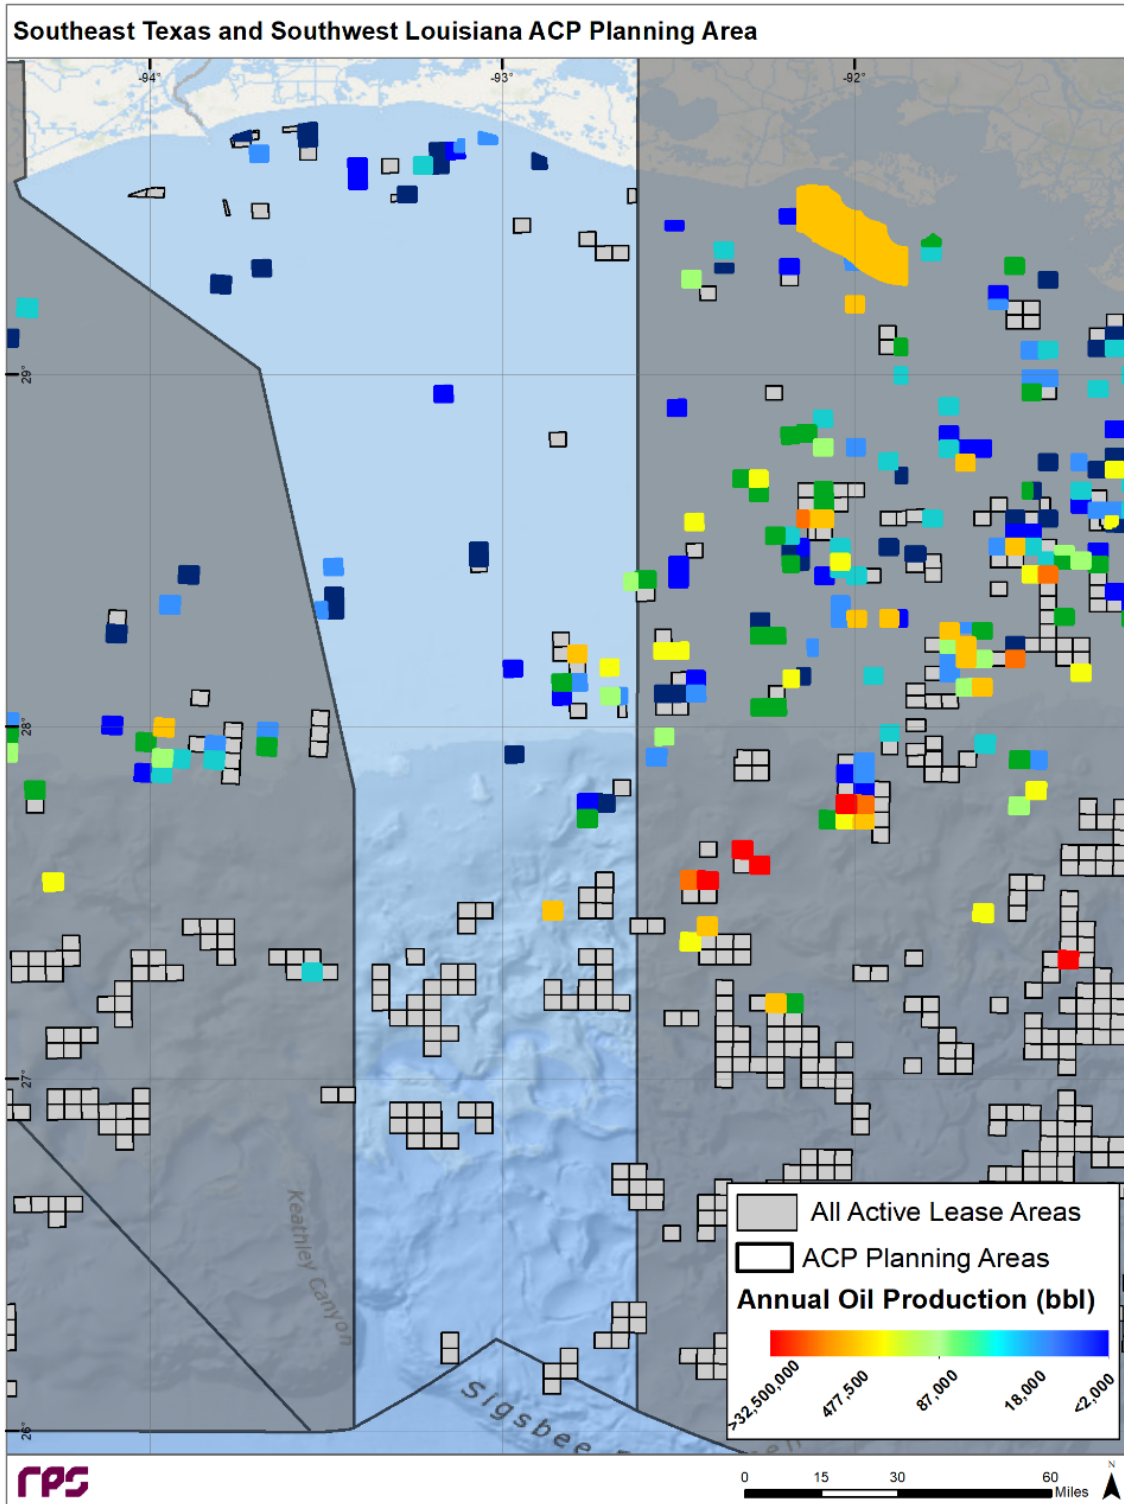 Southeast Texas and Southwest Louisiana ACP Planning Area
-94°
-93°
-92°
29°
28°
27°
26°
Keathley Canyon
Sigsbee
All Active Lease Areas
ACP Planning Areas
Annual Oil Production (bbl)
>32,500,000
477,500
87,000
18,000
<2,000
rps
0 15 30 60
Miles
N